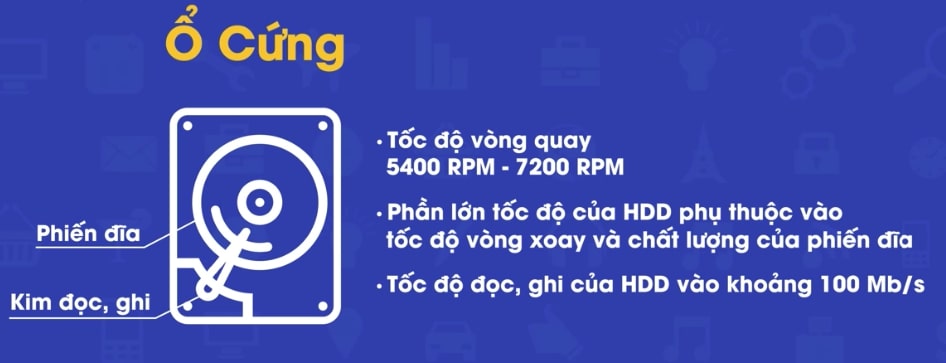 Ổ Cứng
• Tốc độ vòng quay
5400 RPM - 7200 RPM
• Phần lớn tốc độ của HDD phụ thuộc vào
tốc độ vòng xoay và chất lượng của phiến đĩa
• Tốc độ đọc, ghi của HDD vào khoảng 100 Mb/s
Phiến đĩa
Kim đọc, ghi